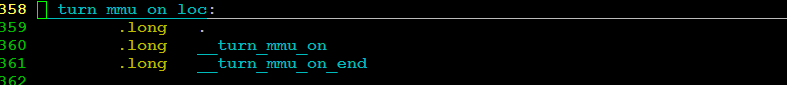 358 __turn_mmu_on_loc:
359 .long .
360 .long __turn_mmu_on
361 .long __turn_mmu_on_end
362